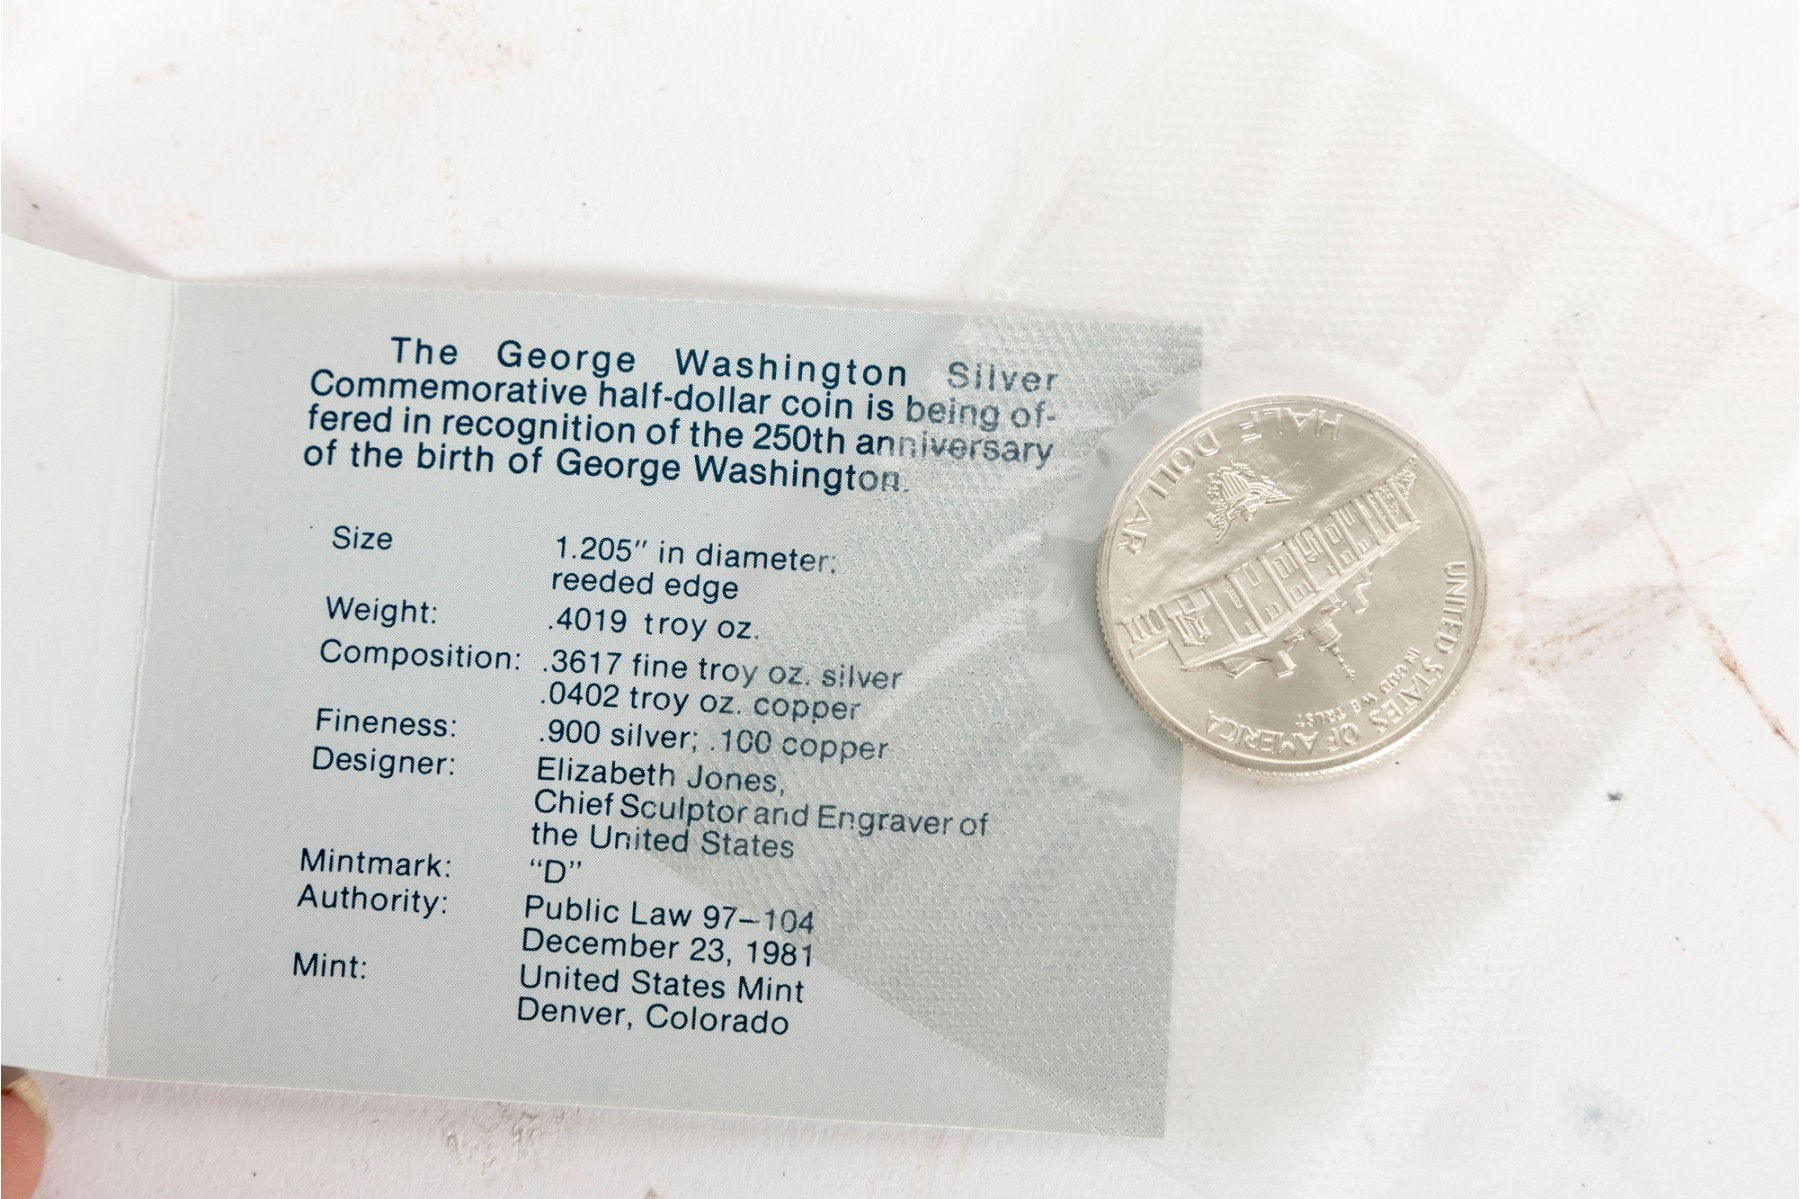 The George Washington Silver
Commemorative half-dollar coin is being of-
fered in recognition of the 250th anniversary
of the birth of George Washington.
Size 1.205″ in diameter;
reeded edge
Weight: .4019 troy oz.
Composition: .3617 fine troy oz. silver
.0402 troy oz. copper
Fineness: .900 silver; .100 copper
Designer: Elizabeth Jones,
Chief Sculptor and Engraver of
the United States
Mintmark: “D”
Authority: Public Law 97–104
December 23, 1981
Mint: United States Mint
Denver, Colorado
HALF DOLLAR
UNITED STATES OF AMERICA
IN GOD WE TRUST